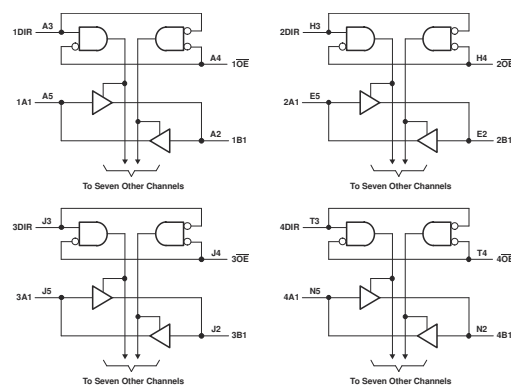 1DIR A3
A4 1OE
1A1 A5
A2 1B1
To Seven Other Channels
2DIR H3
H4 2OE
2A1 E5
E2 2B1
To Seven Other Channels
3DIR J3
J4 3OE
3A1 J5
J2 3B1
To Seven Other Channels
4DIR T3
T4 4OE
4A1 N5
N2 4B1
To Seven Other Channels